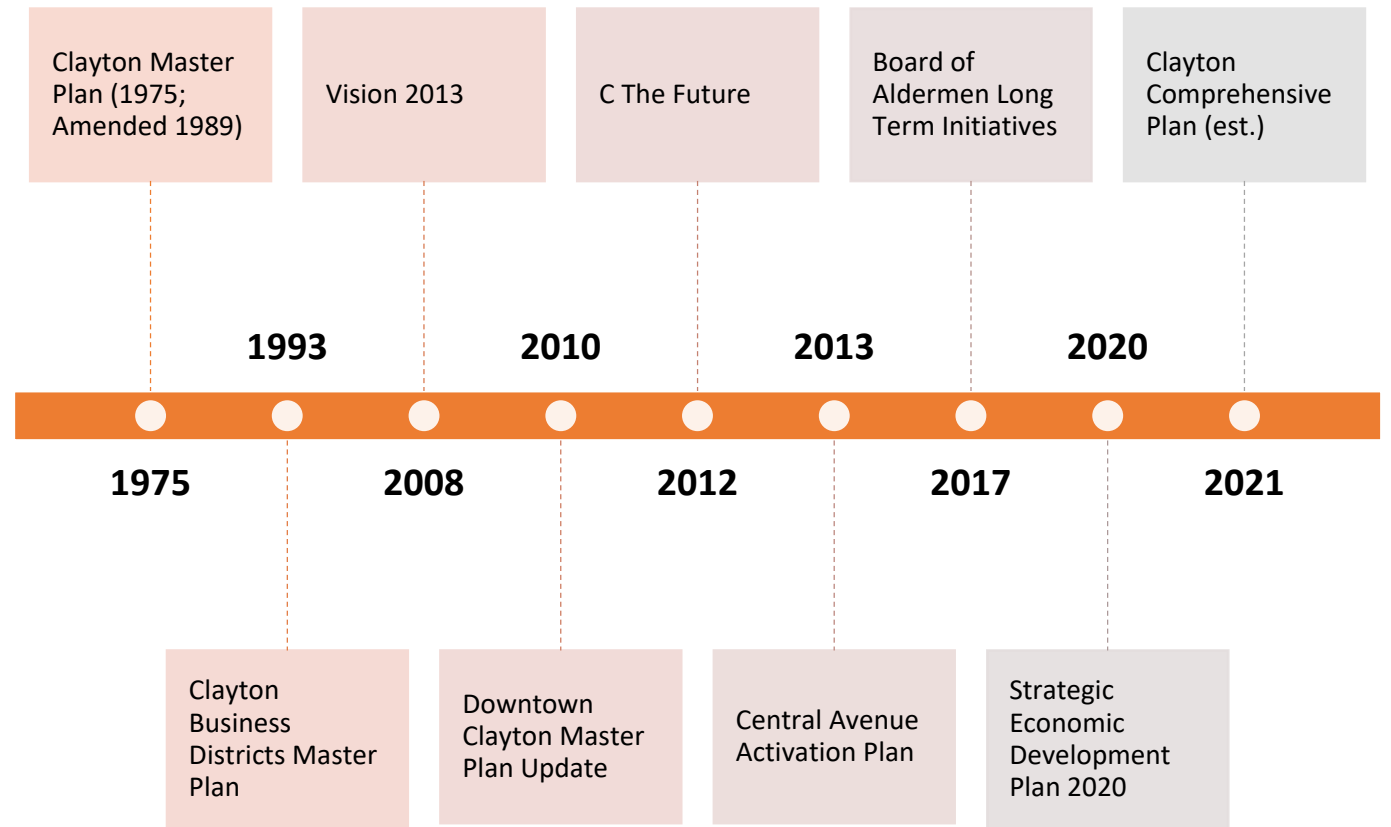 Clayton Master
Plan (1975;
Amended 1989)
Vision 2013
C The Future
Board of
Aldermen Long
Term Initiatives
Clayton
Comprehensive
Plan (est.)
1993
2010
2013
2020
1975
2008
2012
2017
2021
Clayton
Business
Districts Master
Plan
Downtown
Clayton Master
Plan Update
Central Avenue
Activation Plan
Strategic
Economic
Development
Plan 2020